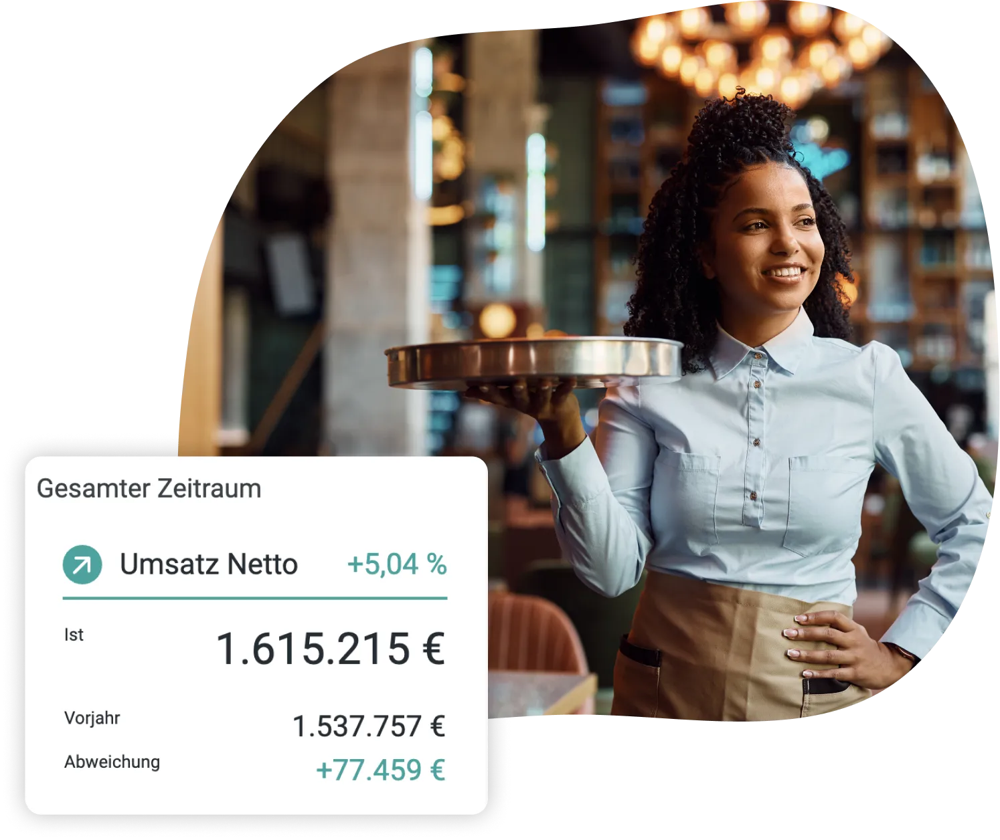 Gesamter Zeitraum
Umsatz Netto +5,04 %
Ist 1.615.215 €
Vorjahr 1.537.757 €
Abweichung +77.459 €